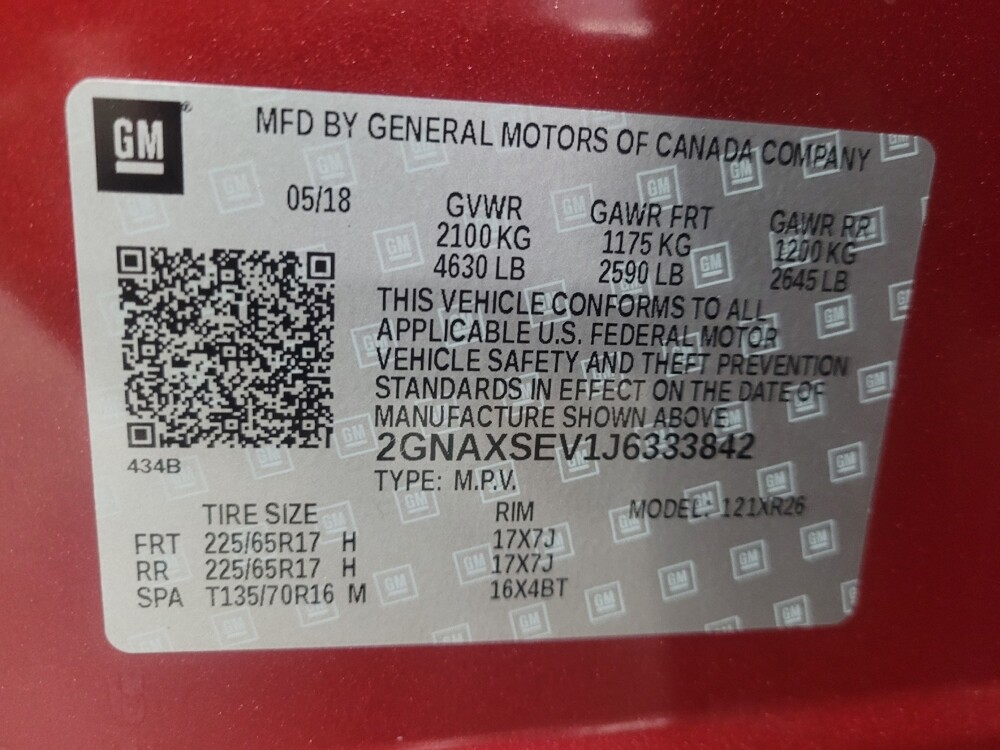 GM ®
MFD BY GENERAL MOTORS OF CANADA COMPANY
05/18 GVWR GAWR FRT GAWR RR
2100 KG 1175 KG 1200 KG
4630 LB 2590 LB 2645 LB
THIS VEHICLE CONFORMS TO ALL
APPLICABLE U.S. FEDERAL MOTOR
VEHICLE SAFETY AND THEFT PREVENTION
STANDARDS IN EFFECT ON THE DATE OF
MANUFACTURE SHOWN ABOVE
2GNAXSEV1J6333842
434B
TYPE: M.P.V.
TIRE SIZE RIM MODEL: 121XR26
FRT 225/65R17 H 17X7J
RR 225/65R17 H 17X7J
SPA T135/70R16 M 16X4BT